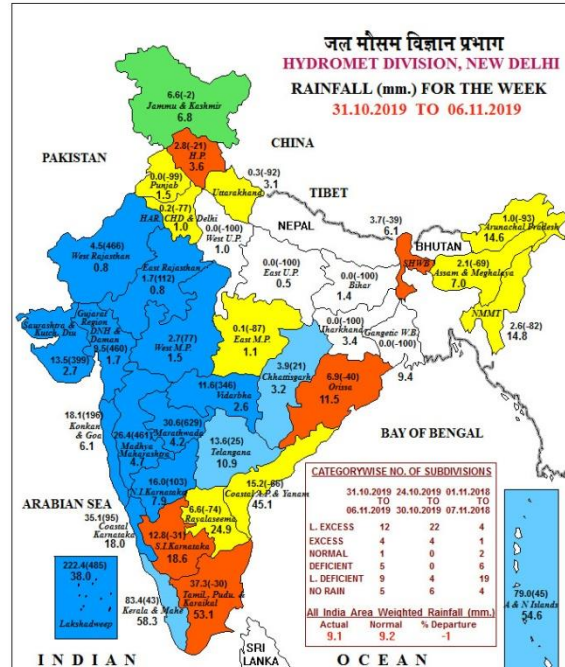 जल मौसम विज्ञान प्रभाग
HYDROMET DIVISION, NEW DELHI
RAINFALL (mm.) FOR THE WEEK
31.10.2019 TO 06.11.2019
6.6(-2)
Jammu & Kashmir
6.8
CHINA
2.8(-21)
H.P.
3.6
PAKISTAN
0.0(-99)
Punjab
1.5
0.3(-92)
3.1
Uttarakhand
TIBET
0.2(-77)
HAR. CHD & Delhi
1.0
0.0(-100)
West U.P.
1.0
NEPAL
3.7(-39)
6.1
1.0(-93)
Arunachal Pradesh
14.6
BHUTAN
SHWB
4.5(466)
West Rajasthan
0.8
East Rajasthan
1.7(112)
0.8
0.0(-100)
East U.P.
0.5
0.0(-100)
Bihar
1.4
2.1(-69)
Assam & Meghalaya
7.0
NMMT
2.6(-82)
14.8
Saurashtra &
Kutch, Diu
13.5(399)
2.7
Gujarat
Region
DNH &
Daman
9.5(460)
1.7
2.7(77)
West M.P.
1.5
0.1(-87)
East M.P.
1.1
0.0(-100)
Jharkhand
3.4
Gangetic W.B.
0.0(-100)
9.4
3.9(21)
Chhattisgarh
3.2
6.9(-40)
Orissa
11.5
11.6(346)
Vidarbha
2.6
18.1(196)
Konkan
& Goa
6.1
26.4(461)
Madhya
Maharashtra
4.7
30.6(629)
Marathwada
4.2
13.6(25)
Telangana
10.9
BAY OF BENGAL
16.0(103)
N.I.Karnataka
7.9
15.2(-66)
Coastal A.P & Yanam
45.1
6.6(-74)
Rayalaseema
24.9
ARABIAN SEA
35.1(95)
Coastal
Karnataka
18.0
12.8(-31)
S.I.Karnataka
18.6
222.4(485)
38.0
Lakshadweep
83.4(43)
Kerala & Mahe
58.3
37.3(-30)
Tamil, Pudu. &
Karaikal
53.1
CATEGORYWISE NO. OF SUBDIVISIONS
31.10.2019 24.10.2019 01.11.2018
TO TO TO
06.11.2019 30.10.2019 07.11.2018
L. EXCESS 12 22 4
EXCESS 4 4 1
NORMAL 1 0 2
DEFICIENT 5 0 6
L. DEFICIENT 9 4 19
NO RAIN 5 6 4
All India Area Weighted Rainfall (mm.)
Actual Normal % Departure
9.1 9.2 -1
79.0(45)
A & N Islands
54.6
SRI
LANKA
INDIAN OCEAN